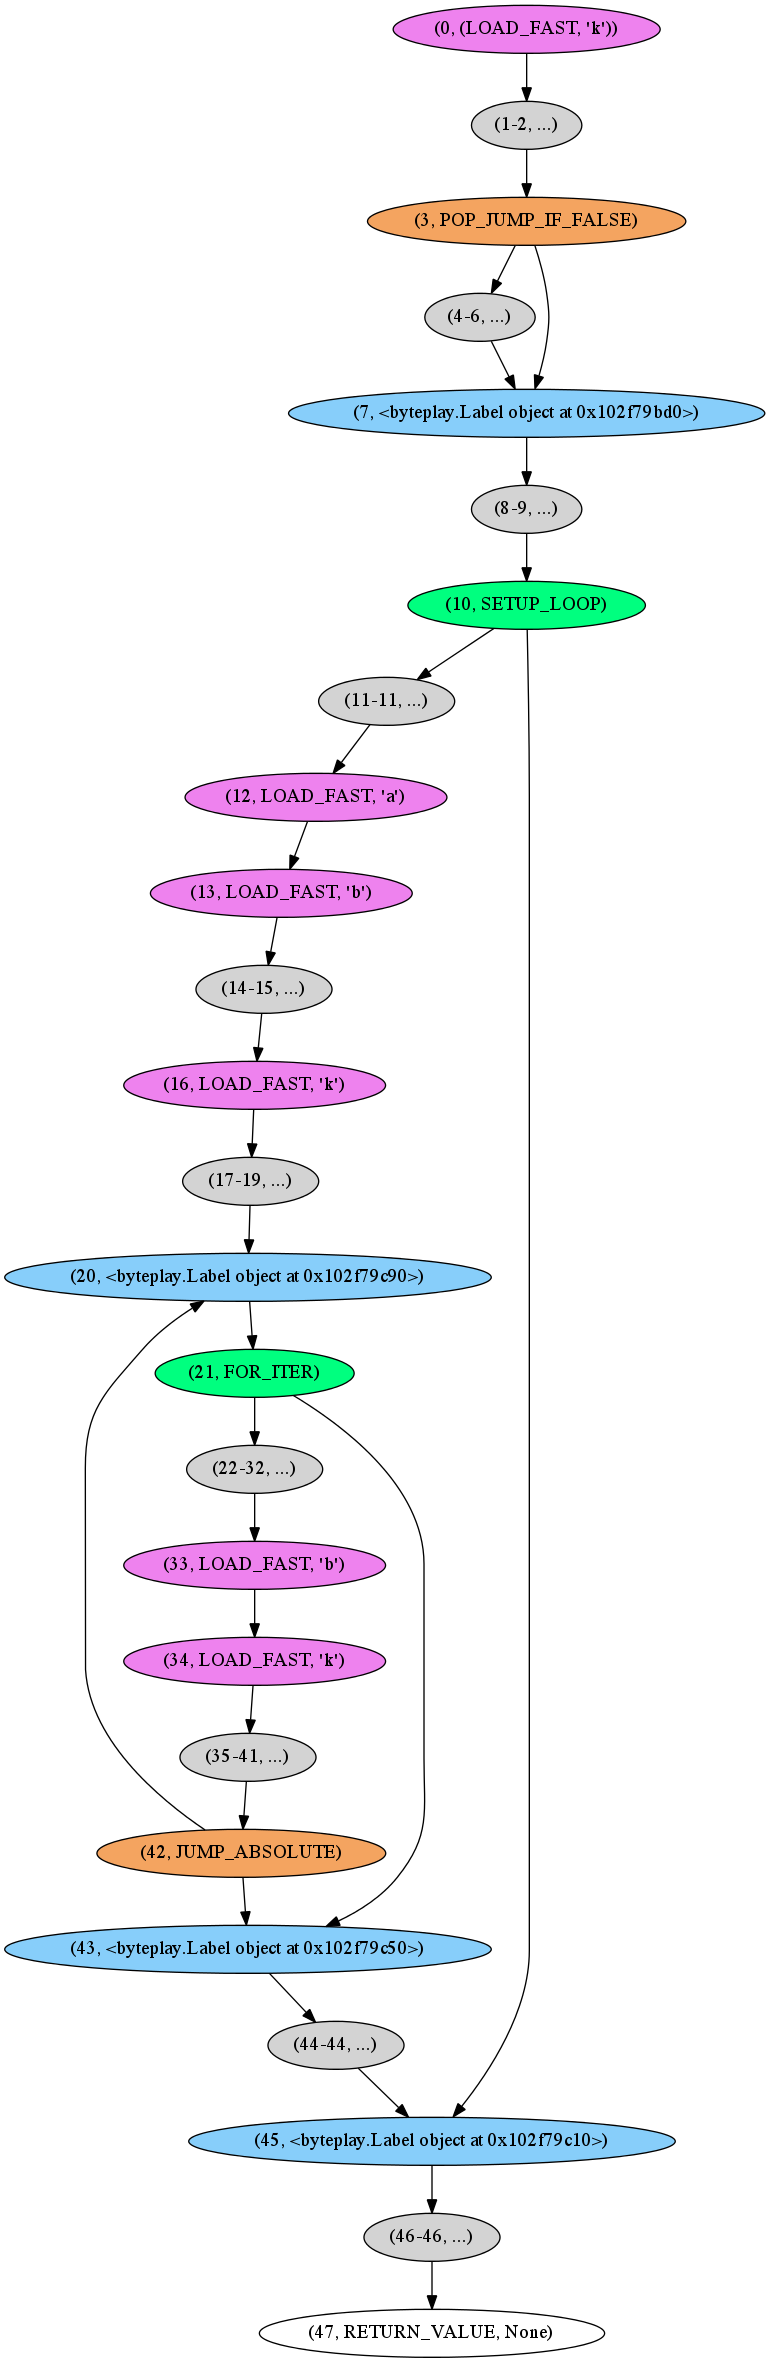 (0, (LOAD_FAST, 'k'))
(1-2, ...)
(3, POP_JUMP_IF_FALSE)
(4-6, ...)
(7, <byteplay.Label object at 0x102f79bd0>)
(8-9, ...)
(10, SETUP_LOOP)
(11-11, ...)
(12, LOAD_FAST, 'a')
(13, LOAD_FAST, 'b')
(14-15, ...)
(16, LOAD_FAST, 'k')
(17-19, ...)
(20, <byteplay.Label object at 0x102f79c90>)
(21, FOR_ITER)
(22-32, ...)
(33, LOAD_FAST, 'b')
(34, LOAD_FAST, 'k')
(35-41, ...)
(42, JUMP_ABSOLUTE)
(43, <byteplay.Label object at 0x102f79c50>)
(44-44, ...)
(45, <byteplay.Label object at 0x102f79c10>)
(46-46, ...)
(47, RETURN_VALUE, None)